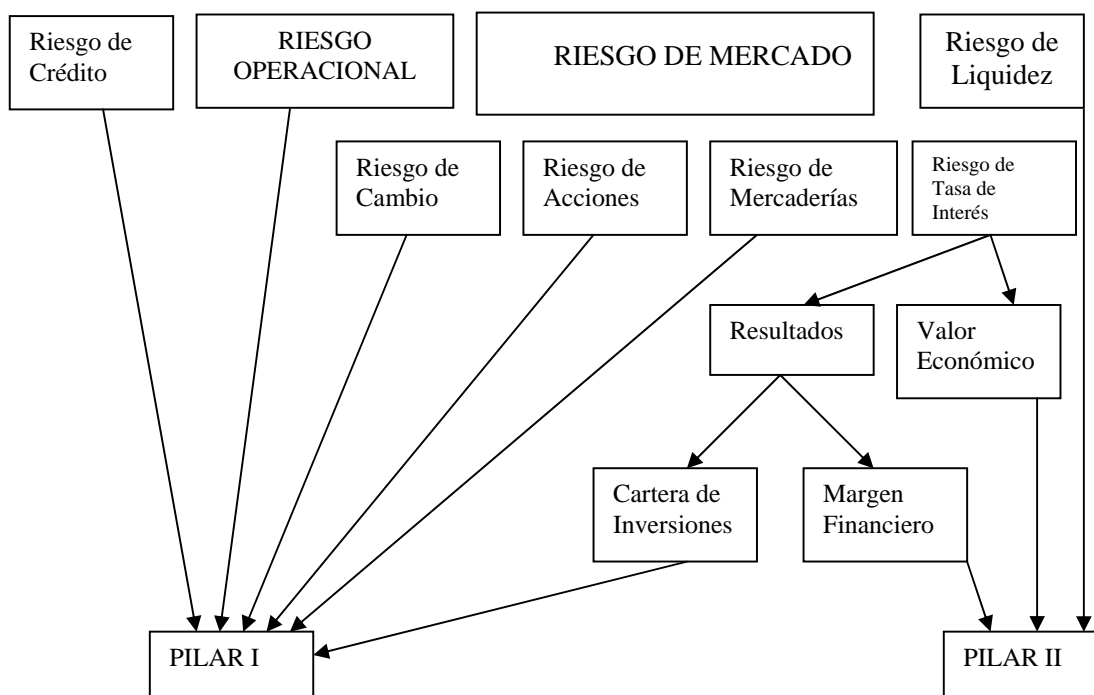 Riesgo de
Crédito
RIESGO
OPERACIONAL
RIESGO DE MERCADO
Riesgo de
Liquidez
Riesgo de
Cambio
Riesgo de
Acciones
Riesgo de
Mercaderías
Riesgo de
Tasa de
Interés
Resultados
Valor
Económico
Cartera de
Inversiones
Margen
Financiero
PILAR I
PILAR II